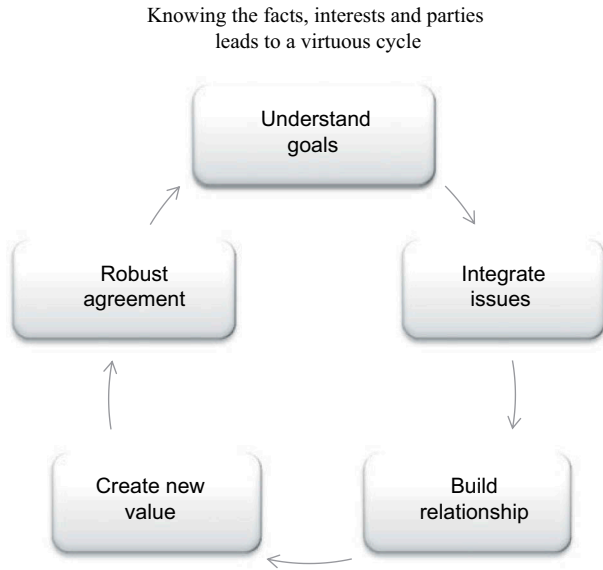 Knowing the facts, interests and parties
leads to a virtuous cycle
Understand
goals
Integrate
issues
Build
relationship
Create new
value
Robust
agreement